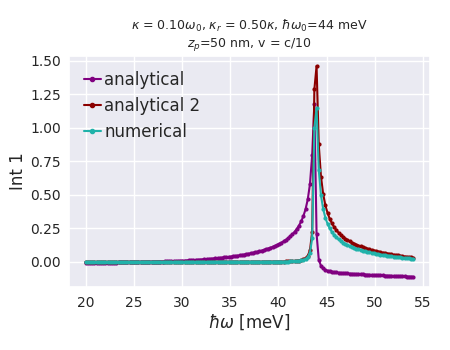 κ = 0.10ω₀, κᵣ = 0.50κ, ħω₀=44 meV
zₚ=50 nm, v = c/10
1.50
1.25
1.00
0.75
0.50
0.25
0.00
Int 1
analytical
analytical 2
numerical
20 25 30 35 40 45 50 55
ħω [meV]